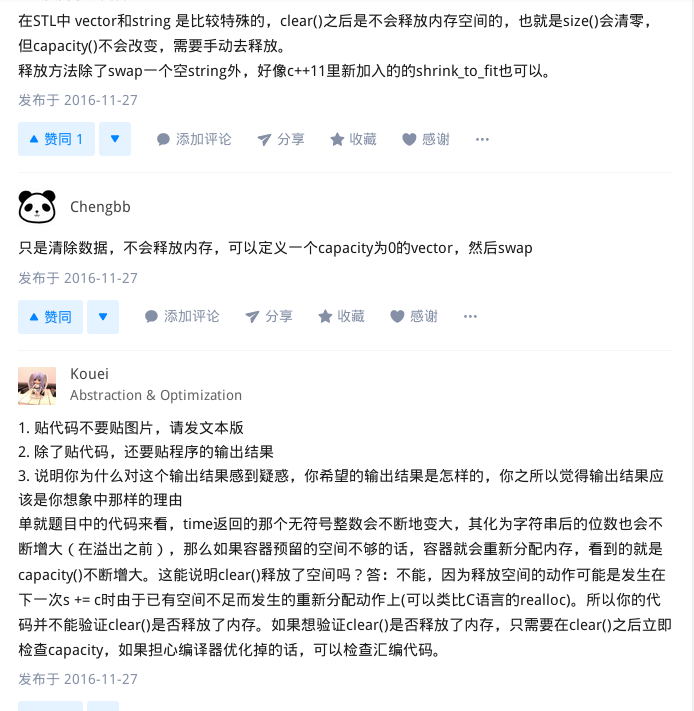 在STL中 vector和string 是比较特殊的，clear()之后是不会释放内存空间的，也就是size()会清零，
但capacity()不会改变，需要手动去释放。
释放方法除了swap一个空string外，好像c++11里新加入的的shrink_to_fit也可以。
发布于 2016-11-27
赞同 1 添加评论 分享 收藏 感谢
Chengbb
只是清除数据，不会释放内存，可以定义一个capacity为0的vector，然后swap
发布于 2016-11-27
赞同 添加评论 分享 收藏 感谢
Kouei
Abstraction & Optimization
1. 贴代码不要贴图片，请发文本版
2. 除了贴代码，还要贴程序的输出结果
3. 说明你为什么对这个输出结果感到疑惑，你希望的输出结果是怎样的，你之所以觉得输出结果应
该是你想象中那样的理由
单就题目中的代码来看，time返回的那个无符号整数会不断地变大，其化为字符串后的位数也会不
断增大（在溢出之前），那么如果容器预留的空间不够的话，容器就会重新分配内存，看到的就是
capacity()不断增大。这能说明clear()释放了空间吗？答：不能，因为释放空间的动作可能是发生在
下一次s += c时由于已有空间不足而发生的重新分配动作上(可以类比C语言的realloc)。所以你的代
码并不能验证clear()是否释放了内存。如果想验证clear()是否释放了内存，只需要在clear()之后立即
检查capacity，如果担心编译器优化掉的话，可以检查汇编代码。
发布于 2016-11-27